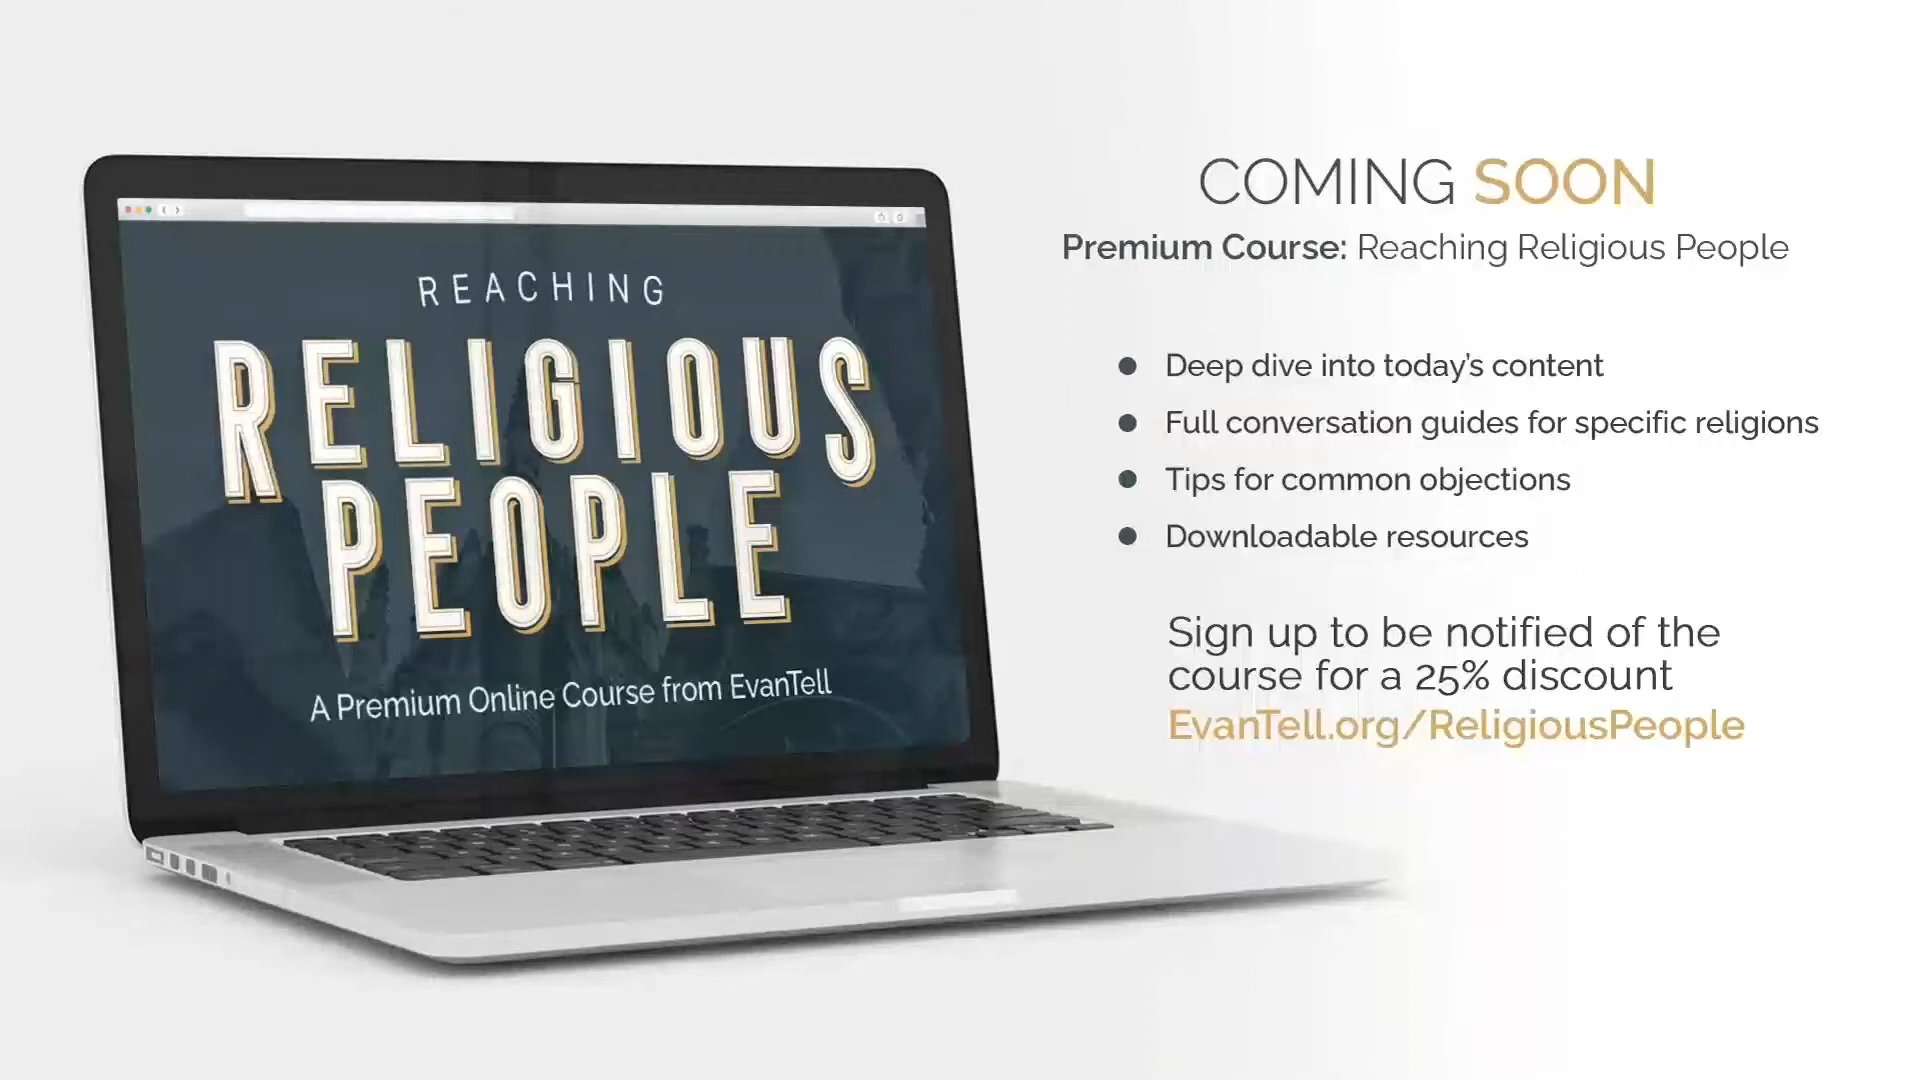 REACHING
RELIGIOUS
PEOPLE
A Premium Online Course from EvanTell
COMING SOON
Premium Course: Reaching Religious People
Deep dive into today's content
Full conversation guides for specific religions
Tips for common objections
Downloadable resources
Sign up to be notified of the
course for a 25% discount
EvanTell.org/ReligiousPeople